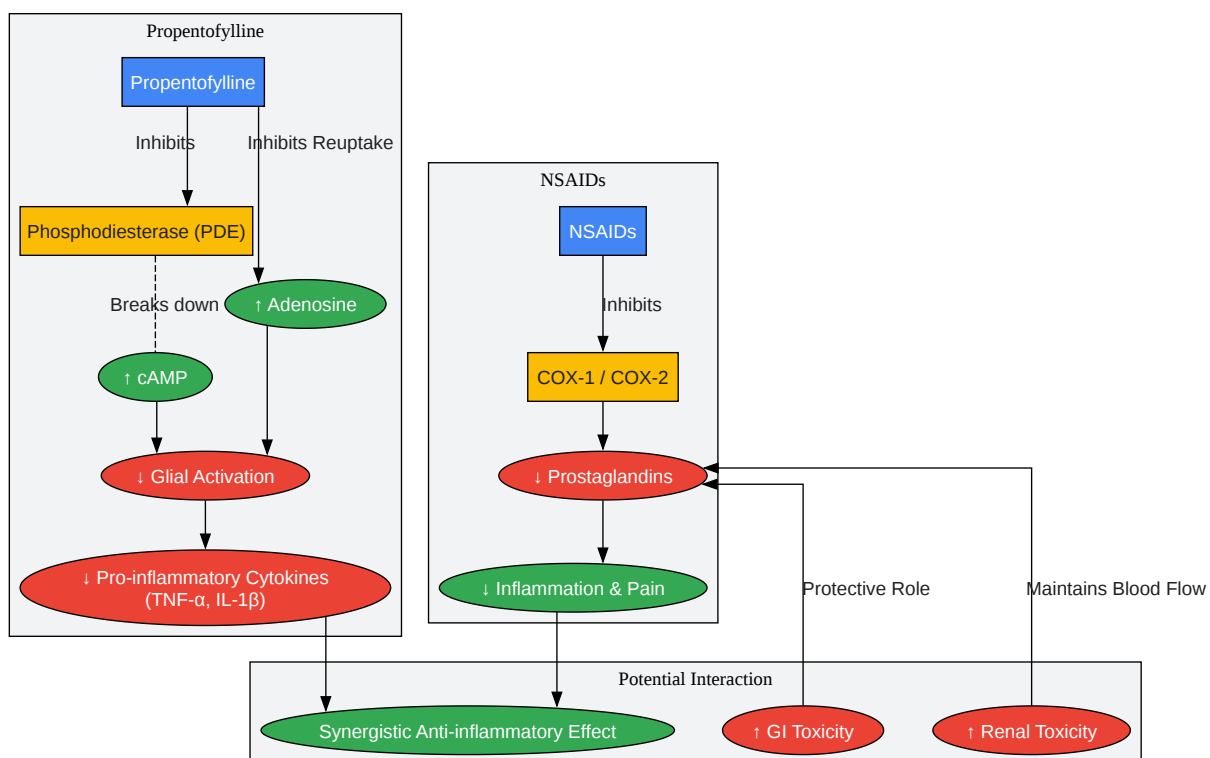 Propentofylline
Propentofylline
Inhibits
Inhibits Reuptake
Phosphodiesterase (PDE)
Breaks down
↑ Adenosine
↑ cAMP
↓ Glial Activation
↓ Pro-inflammatory Cytokines
(TNF-α, IL-1β)
NSAIDs
NSAIDs
Inhibits
COX-1 / COX-2
↓ Prostaglandins
↓ Inflammation & Pain
Protective Role
Maintains Blood Flow
Potential Interaction
Synergistic Anti-inflammatory Effect
↑ GI Toxicity
↑ Renal Toxicity